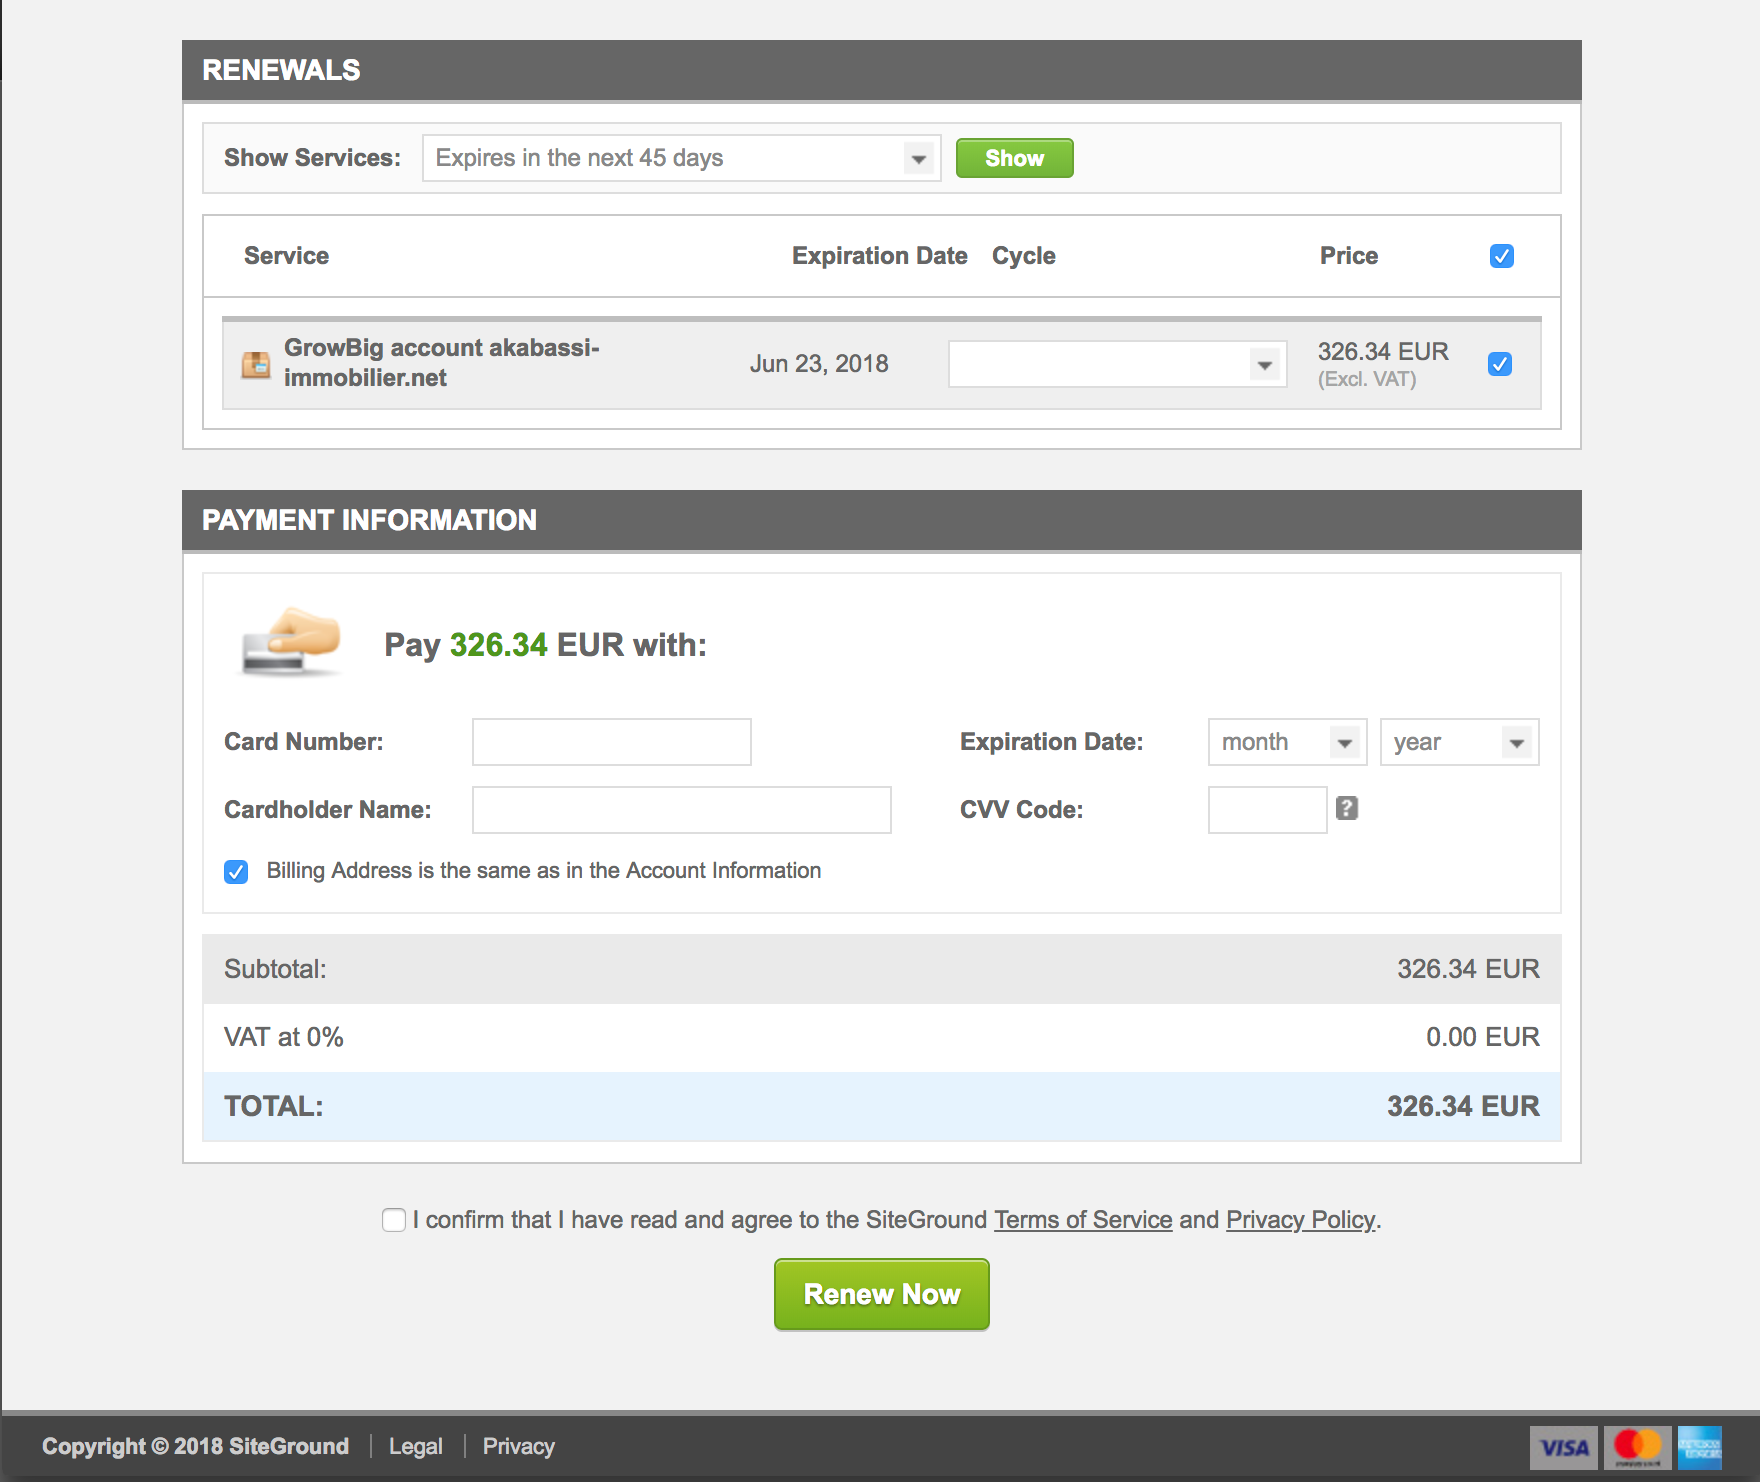 RENEWALS
Show Services: Expires in the next 45 days Show
Service Expiration Date Cycle Price
GrowBig account akabassi-
immobilier.net
Jun 23, 2018
326.34 EUR
(Excl. VAT)
PAYMENT INFORMATION
Pay 326.34 EUR with:
Card Number: Expiration Date: month year
Cardholder Name: CVV Code: ?
Billing Address is the same as in the Account Information
Subtotal: 326.34 EUR
VAT at 0% 0.00 EUR
TOTAL: 326.34 EUR
I confirm that I have read and agree to the SiteGround Terms of Service and Privacy Policy.
Renew Now
Copyright © 2018 SiteGround Legal Privacy VISA